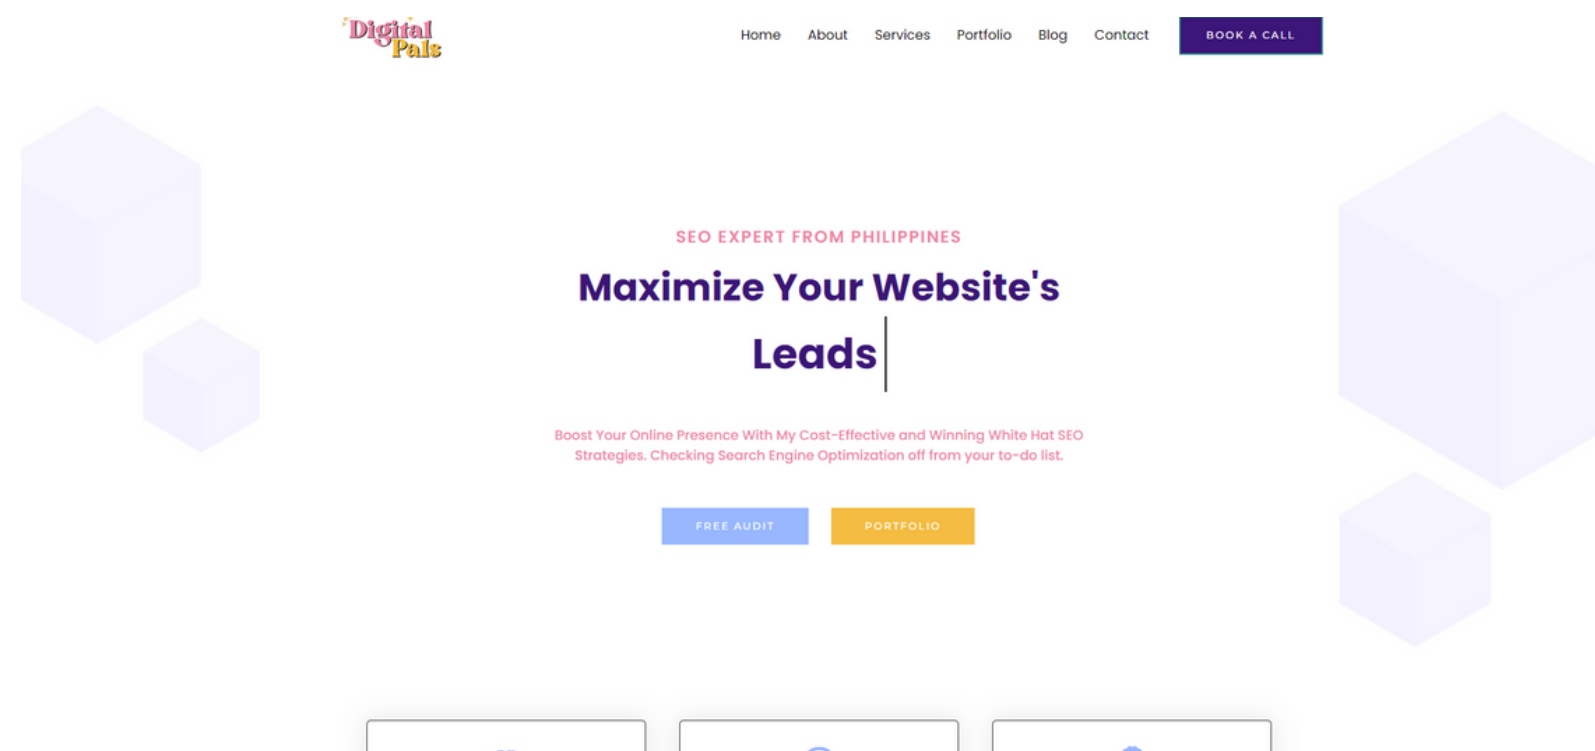 Digital
Pals
Home About Services Portfolio Blog Contact BOOK A CALL
SEO EXPERT FROM PHILIPPINES
Maximize Your Website's
Leads
Boost Your Online Presence With My Cost-Effective and Winning White Hat SEO
Strategies. Checking Search Engine Optimization off from your to-do list.
FREE AUDIT PORTFOLIO